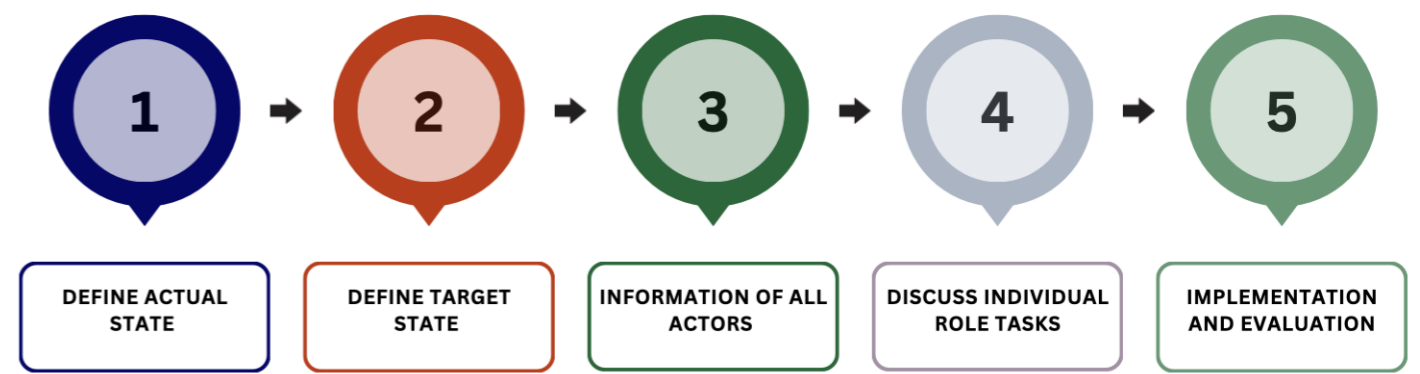 1
2
3
4
5
DEFINE ACTUAL
STATE
DEFINE TARGET
STATE
INFORMATION OF ALL
ACTORS
DISCUSS INDIVIDUAL
ROLE TASKS
IMPLEMENTATION
AND EVALUATION